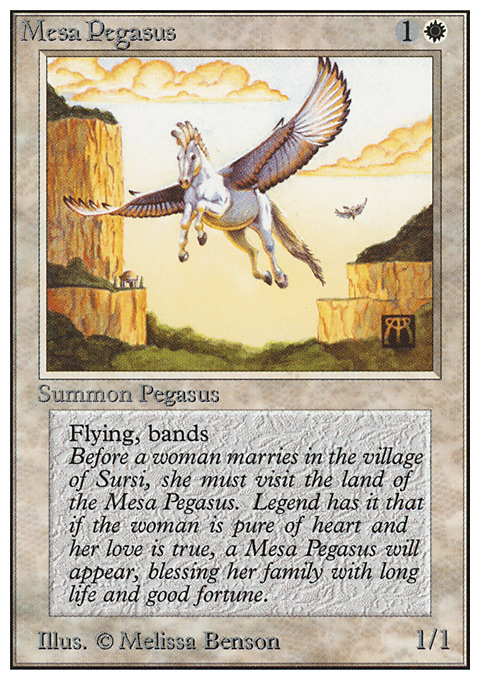 Mesa Pegasus 1
Summon Pegasus
Flying, bands
Before a woman marries in the village
of Sursi, she must visit the land of
the Mesa Pegasus. Legend has it that
if the woman is pure of heart and
her love is true, a Mesa Pegasus will
appear, blessing her family with long
life and good fortune.
Illus. © Melissa Benson 1/1